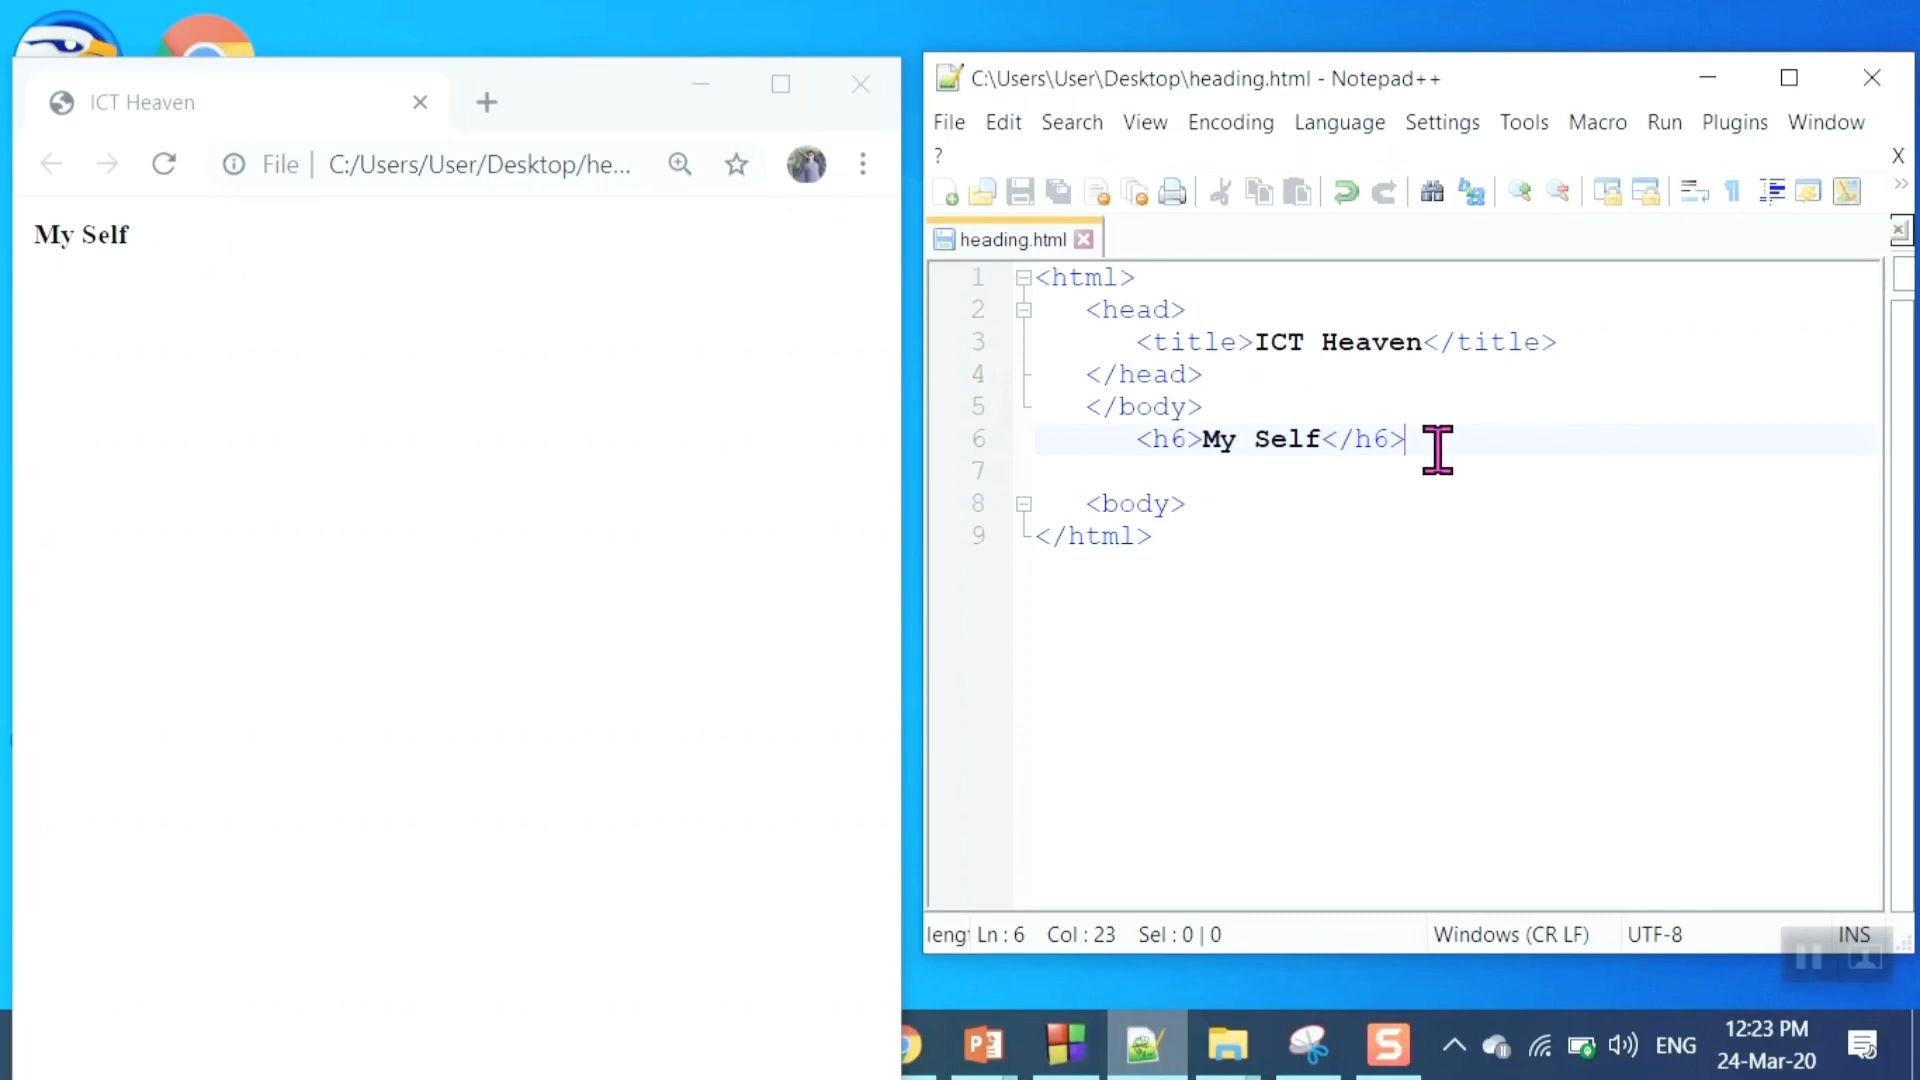 ICT Heaven
File | C:/Users/User/Desktop/he...
My Self
C:\Users\User\Desktop\heading.html - Notepad++
File Edit Search View Encoding Language Settings Tools Macro Run Plugins Window
? X
heading.html
1 <html>
2 <head>
3 <title>ICT Heaven</title>
4 </head>
5 </body>
6 <h6>My Self</h6>
7
8 <body>
9 </html>
lengt Ln : 6 Col : 23 Sel : 0 | 0 Windows (CR LF) UTF-8 INS
ENG
12:23 PM
24-Mar-20